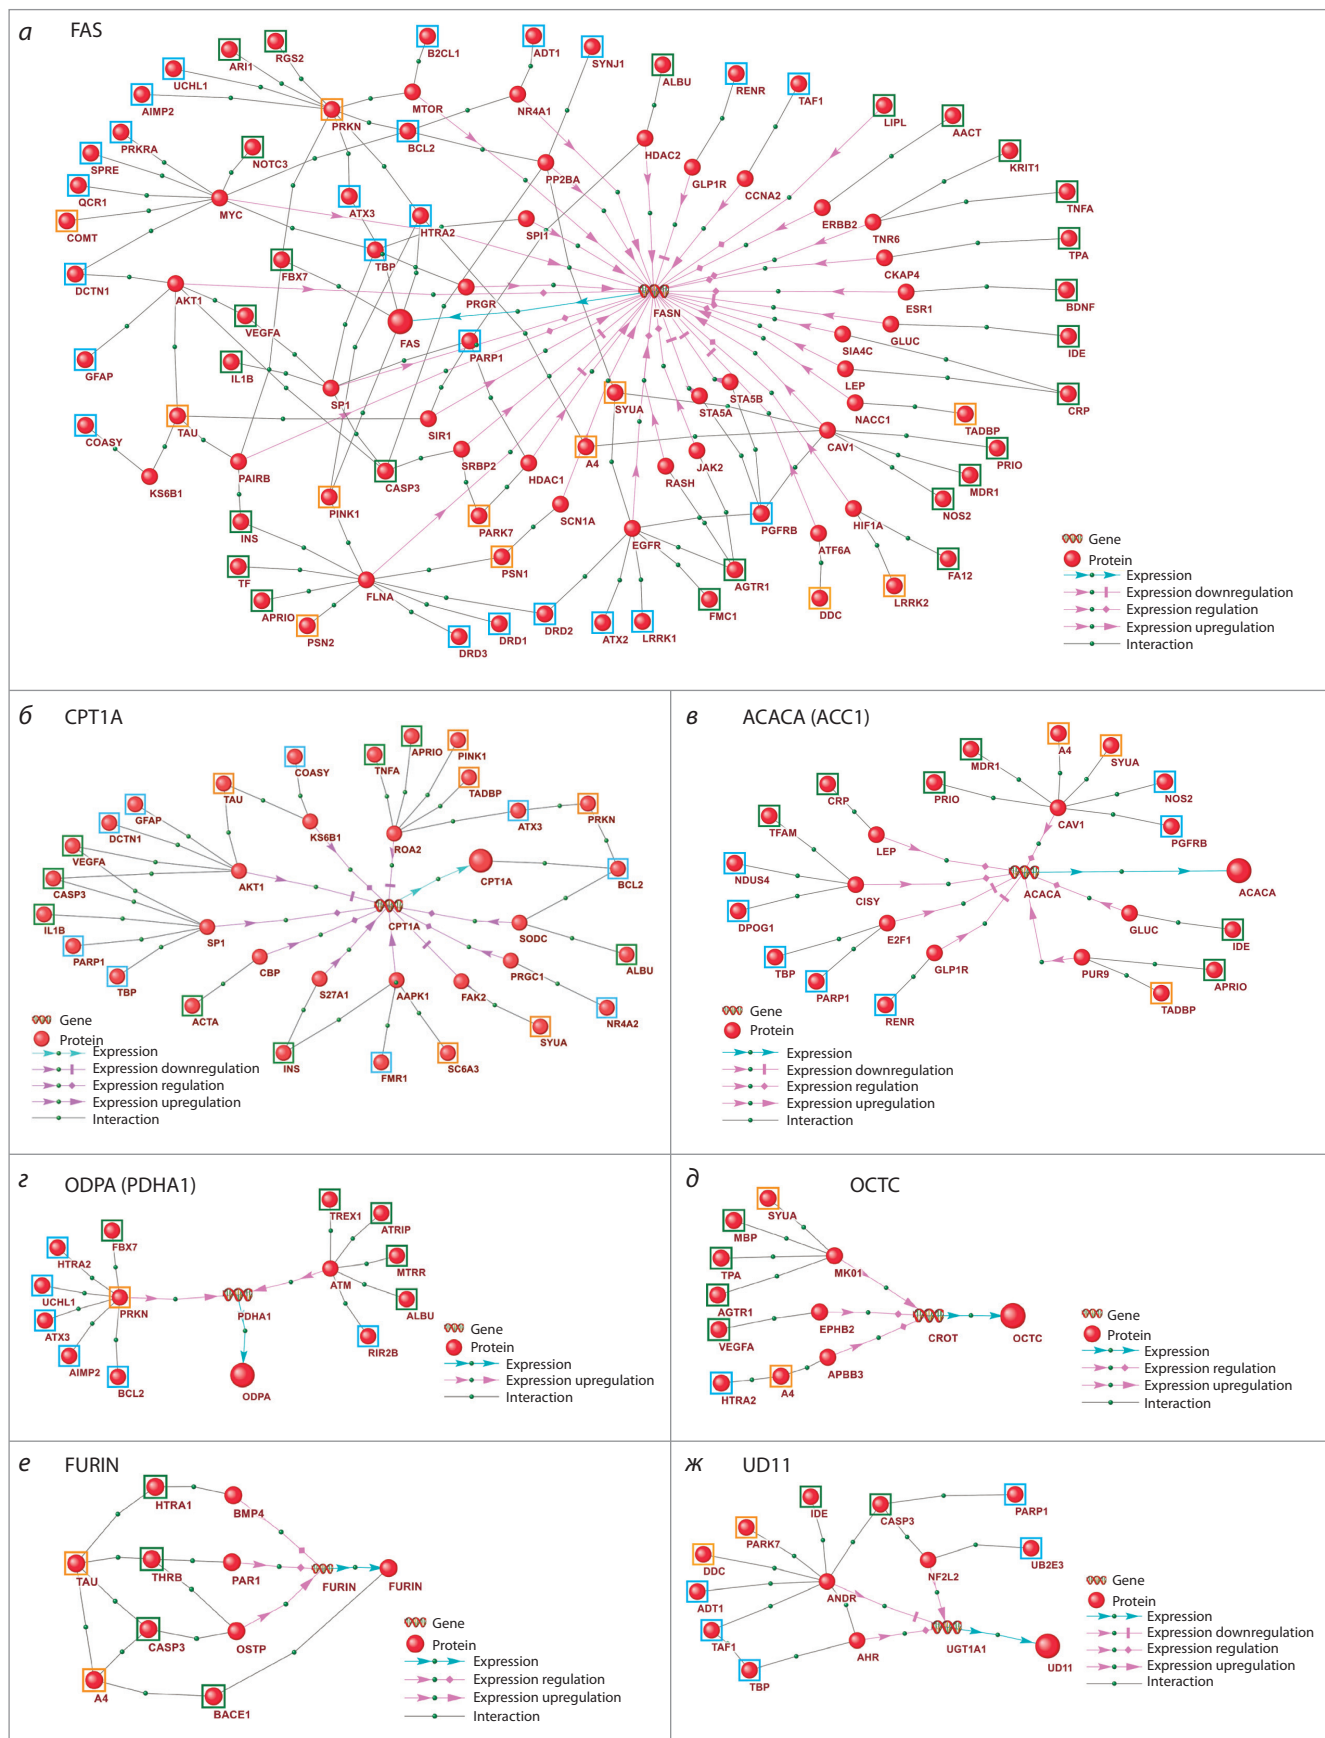 а FAS
RGS2
ARI1
B2CL1
ADT1
SYNJ1
UCHL1
ALBU
RENR
TAF1
AIMP2
MTOR
NR4A1
LIPL
PRKN
BCL2
AACT
PRKRA
NOTC3
HDAC2
SPRE
PP2BA
GLP1R
KRIT1
QCR1
CCNA2
MYC
ATX3
HTRA2
SPI1
ERBB2
TNFA
COMT
TNR6
TBP
TPA
FBX7
CKAP4
DCTN1
AKT1
PRGR
FASN
ESR1
BDNF
VEGFA
FAS
GLUC
SIA4C
IDE
GFAP
PARP1
IL1B
LEP
SP1
STA5B
CRP
SYUA
STA5A
NACC1
TAU
SIR1
TADBP
COASY
CAV1
PRIO
SRBP2
A4
JAK2
MDR1
PAIRB
HDAC1
RASH
KS6B1
CASP3
NOS2
PINK1
SCN1A
PGFRB
HIF1A
INS
PARK7
EGFR
ATF6A
TF
PSN1
FA12
FLNA
AGTR1
LRRK2
APRIO
FMC1
DDC
PSN2
DRD1
DRD2
ATX2
LRRK1
DRD3
Gene
Protein
Expression
Expression downregulation
Expression regulation
Expression upregulation
Interaction
б CPT1A
APRIO
PINK1
COASY
TNFA
TADBP
TAU
GFAP
ATX3
PRKN
DCTN1
KS6B1
ROA2
VEGFA
CPT1A
BCL2
AKT1
CASP3
IL1B
CPT1A
SP1
SODC
PARP1
CBP
ALBU
TBP
S27A1
AAPK1
FAK2
PRGC1
ACTA
NR4A2
SYUA
INS
FMR1
SC6A3
Gene
Protein
Expression
Expression downregulation
Expression regulation
Expression upregulation
Interaction
в ACACA (ACC1)
A4
SYUA
MDR1
PRIO
CRP
NOS2
CAV1
TFAM
LEP
PGFRB
NDUS4
ACACA
ACACA
CISY
DPOG1
E2F1
GLUC
IDE
TBP
GLP1R
PUR9
PARP1
APRIO
RENR
TADBP
Gene
Protein
Expression
Expression downregulation
Expression regulation
Expression upregulation
Interaction
г ODPA (PDHA1)
TREX1
ATRIP
FBX7
HTRA2
MTRR
ATM
UCHL1
PRKN
PDHA1
ALBU
ATX3
AIMP2
RIR2B
BCL2
ODPA
Gene
Protein
Expression
Expression upregulation
Interaction
д OCTC
SYUA
MBP
TPA
MK01
AGTR1
EPHB2
CROT
OCTC
VEGFA
APBB3
HTRA2
A4
Gene
Protein
Expression
Expression regulation
Expression upregulation
Interaction
е FURIN
HTRA1
BMP4
TAU
THRB
PAR1
FURIN
FURIN
CASP3
OSTP
A4
BACE1
Gene
Protein
Expression
Expression regulation
Expression upregulation
Interaction
ж UD11
IDE
CASP3
PARP1
PARK7
DDC
UB2E3
NF2L2
ADT1
ANDR
TAF1
AHR
UGT1A1
UD11
TBP
Gene
Protein
Expression
Expression downregulation
Expression regulation
Expression upregulation
Interaction